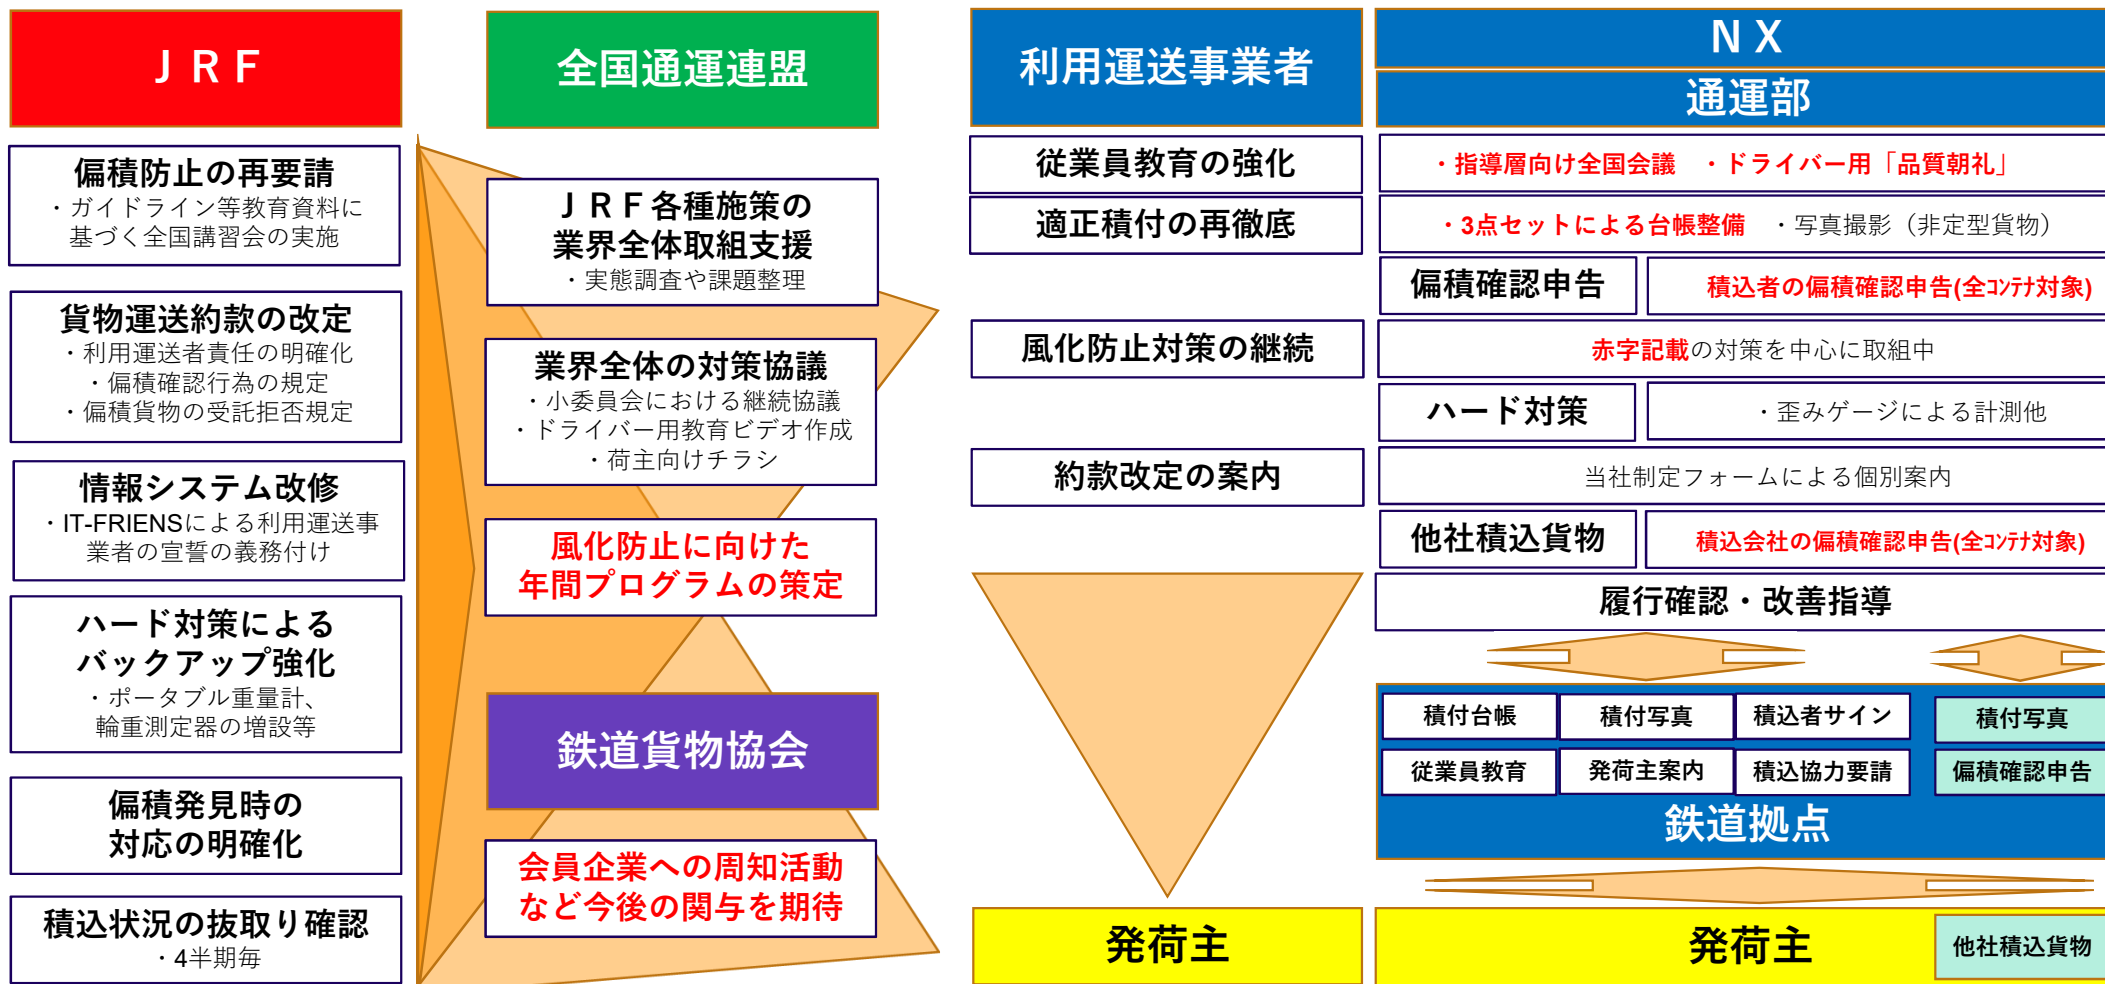 ＪＲＦ
偏積防止の再要請
・ガイドライン等教育資料に
基づく全国講習会の実施
貨物運送約款の改定
・利用運送者責任の明確化
・偏積確認行為の規定
・偏積貨物の受託拒否規定
情報システム改修
・IT-FRIENSによる利用運送事
業者の宣誓の義務付け
ハード対策による
バックアップ強化
・ポータブル重量計、
輪重測定器の増設等
偏積発見時の
対応の明確化
積込状況の抜取り確認
・4半期毎
全国通運連盟
ＪＲＦ各種施策の
業界全体取組支援
・実態調査や課題整理
業界全体の対策協議
・小委員会における継続協議
・ドライバー用教育ビデオ作成
・荷主向けチラシ
風化防止に向けた
年間プログラムの策定
鉄道貨物協会
会員企業への周知活動
など今後の関与を期待
利用運送事業者
従業員教育の強化
適正積付の再徹底
風化防止対策の継続
約款改定の案内
発荷主
ＮＸ
通運部
・指導層向け全国会議　・ドライバー用「品質朝礼」
・3点セットによる台帳整備　・写真撮影（非定型貨物）
偏積確認申告　積込者の偏積確認申告(全ｺﾝﾃﾅ対象)
赤字記載の対策を中心に取組中
ハード対策　・歪みゲージによる計測他
当社制定フォームによる個別案内
他社積込貨物　積込会社の偏積確認申告(全ｺﾝﾃﾅ対象)
履行確認・改善指導
積付台帳　積付写真　積込者サイン　積付写真
従業員教育　発荷主案内　積込協力要請　偏積確認申告
鉄道拠点
発荷主　他社積込貨物